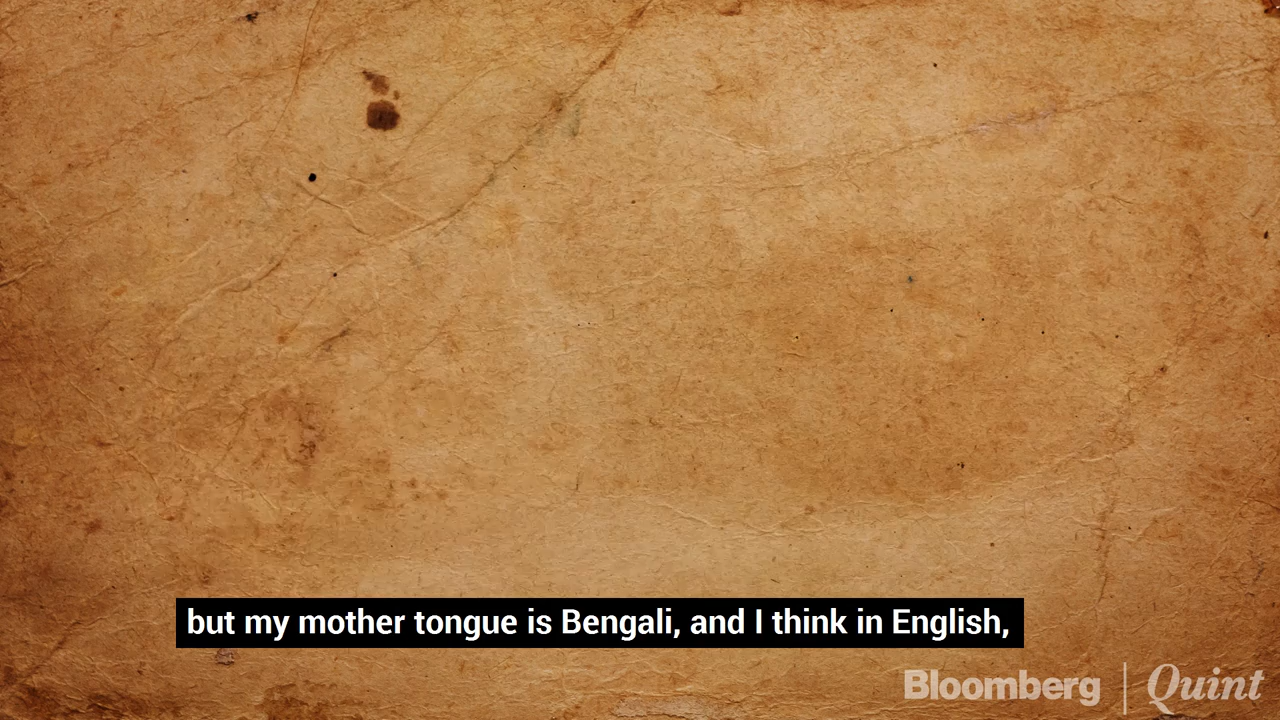 but my mother tongue is Bengali, and I think in English,
Bloomberg | Quint